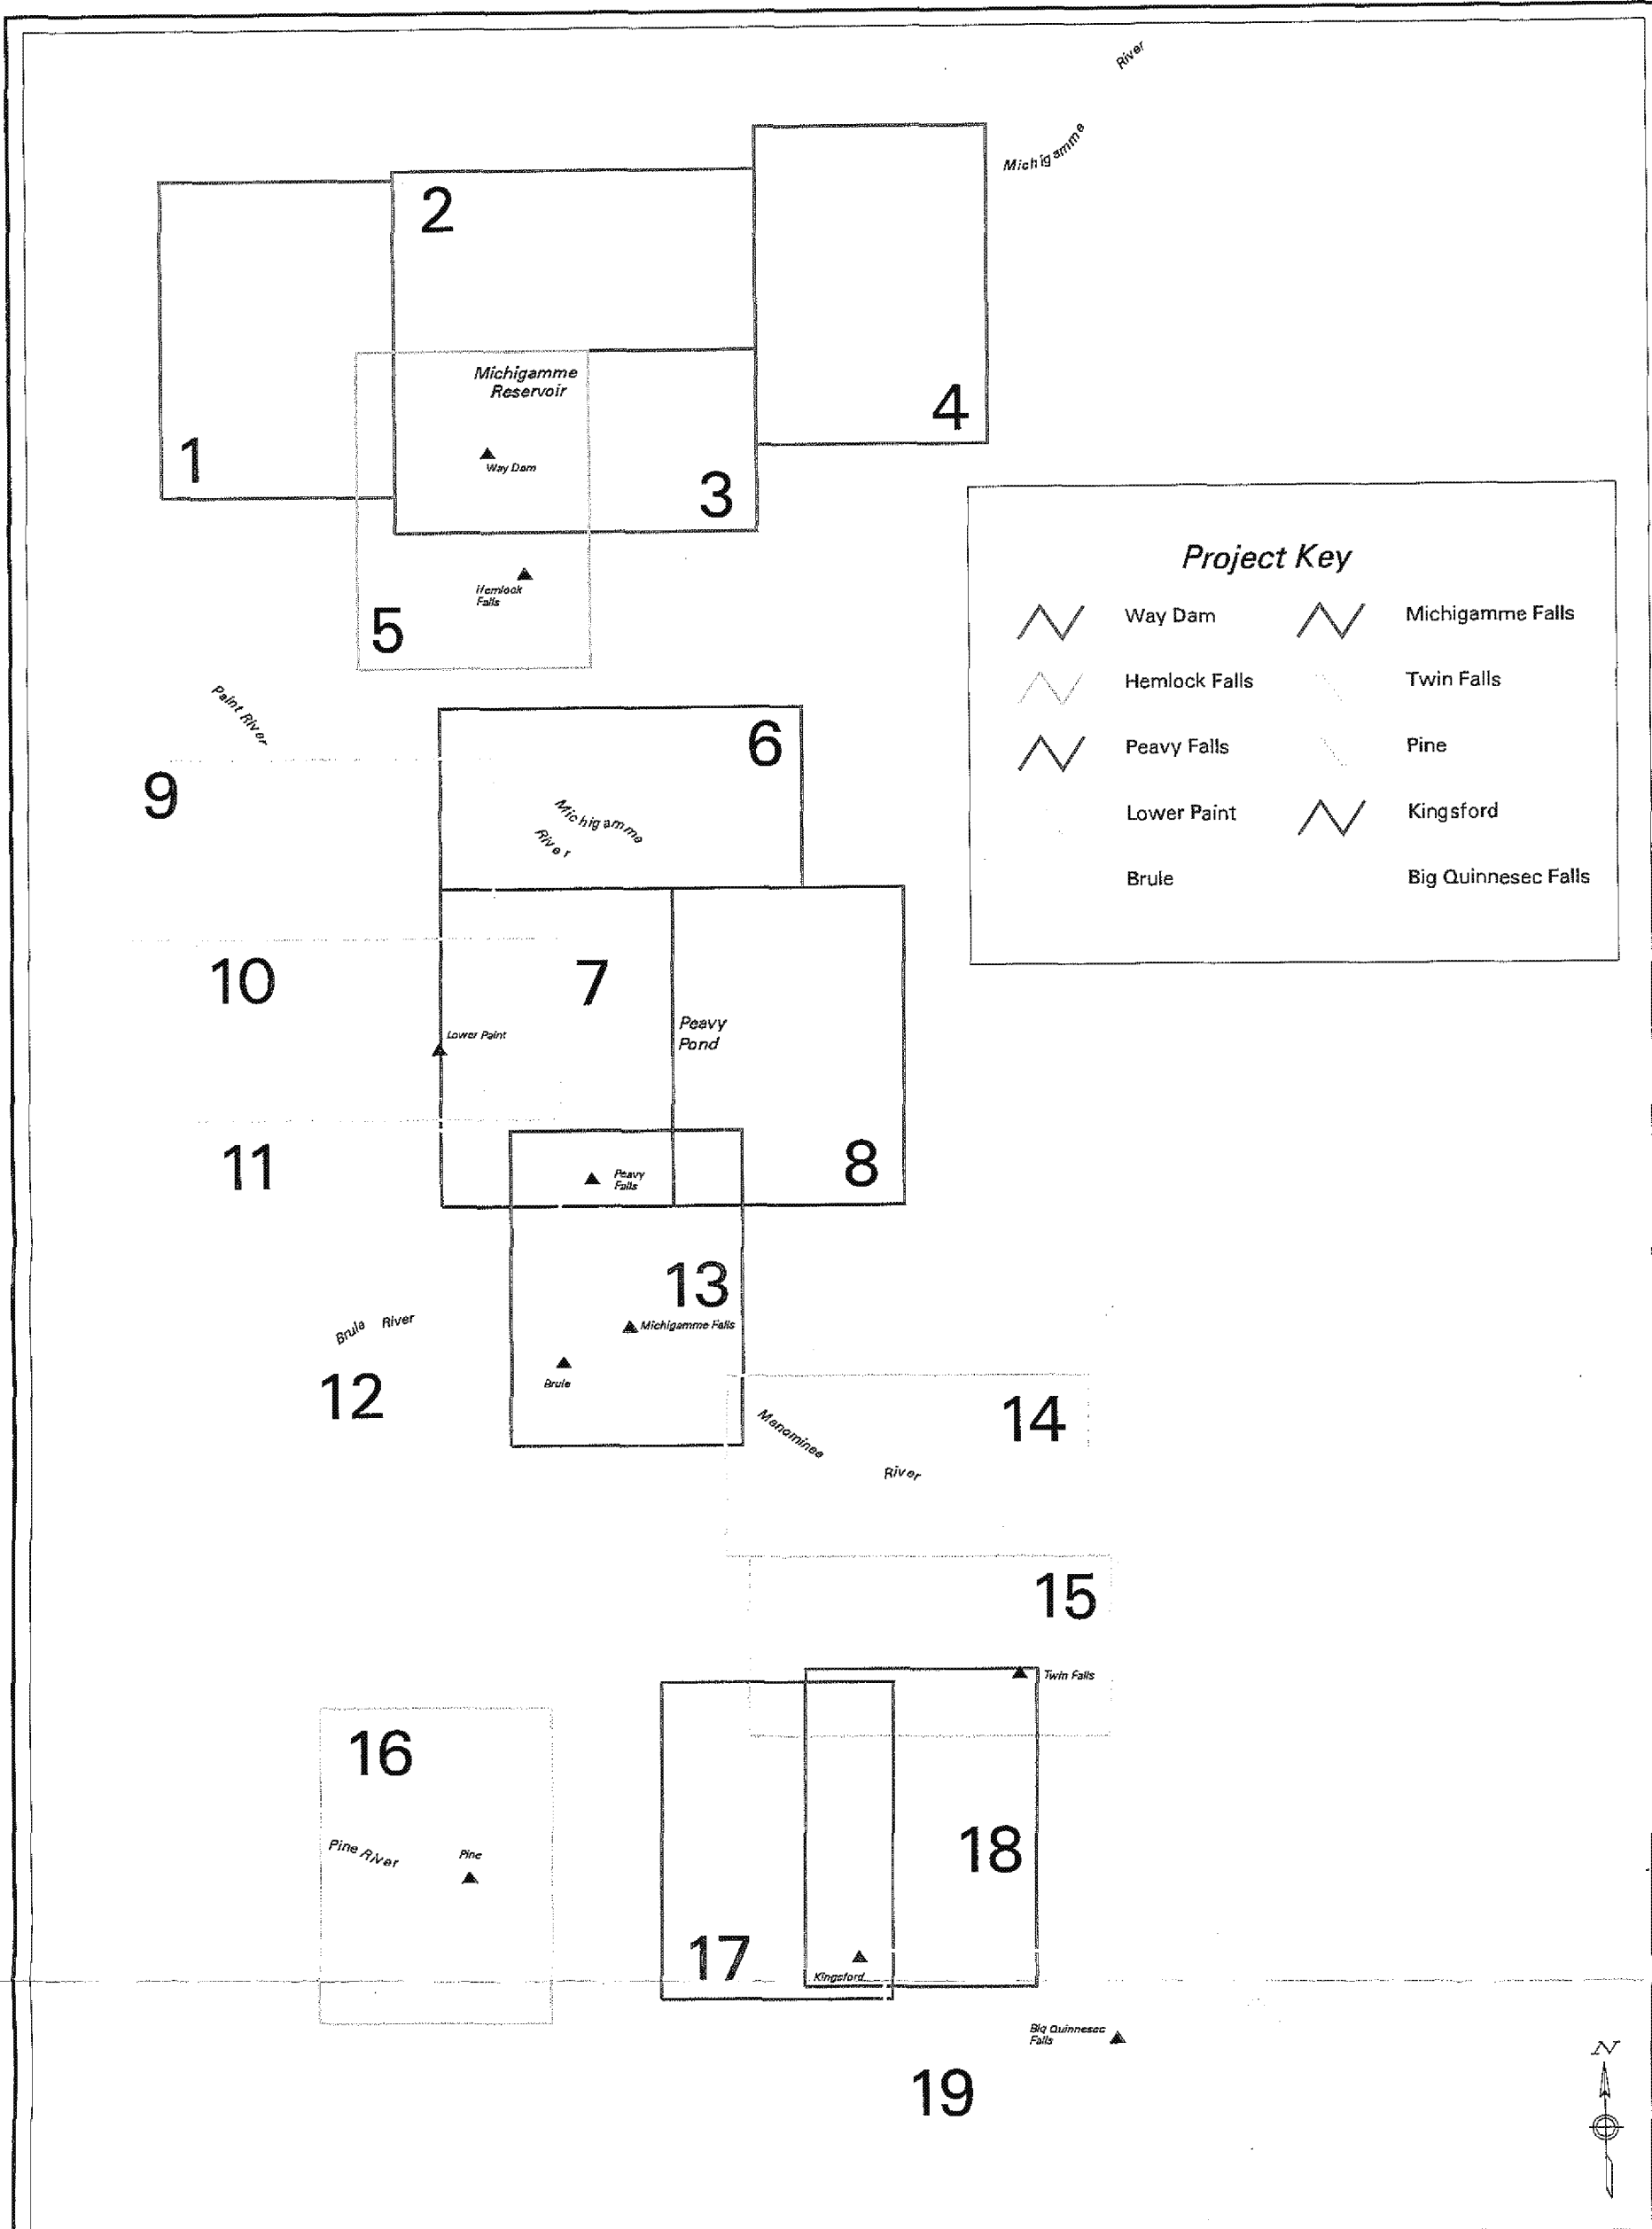 River
Michigamme
2
Michigamme
Reservoir
4
1
Way Dam
3
Project Key
Hemlock
Falls
5
Way Dam
Michigamme Falls
Hemlock Falls
Twin Falls
Peavy Falls
Pine
Lower Paint
Kingsford
Brule
Big Quinnesec Falls
Paint River
6
9
Michigamme
River
10
7
Peavy
Pond
Lower Paint
11
8
Peavy
Falls
13
Brule River
Michigamme Falls
12
Brule
14
Menominee
River
15
Twin Falls
16
Pine River
Pine
18
17
Kingsford
Big Quinnesec
Falls
19
N